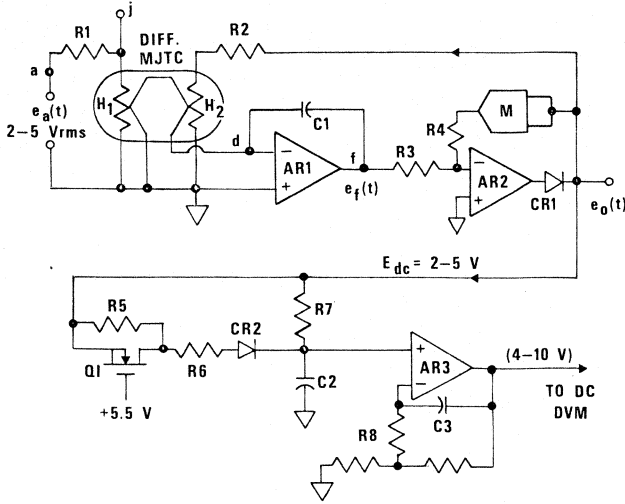 j
R1
DIFF.
MJTC
R2
a
H1
H2
ea(t)
2–5 Vrms
C1
d
f
AR1
–
+
ef(t)
R3
R4
M
–
+
AR2
CR1
eo(t)
Edc = 2–5 V
R5
R7
CR2
Q1
R6
+5.5 V
C2
+
–
AR3
(4–10 V)
TO DC
DVM
C3
R8